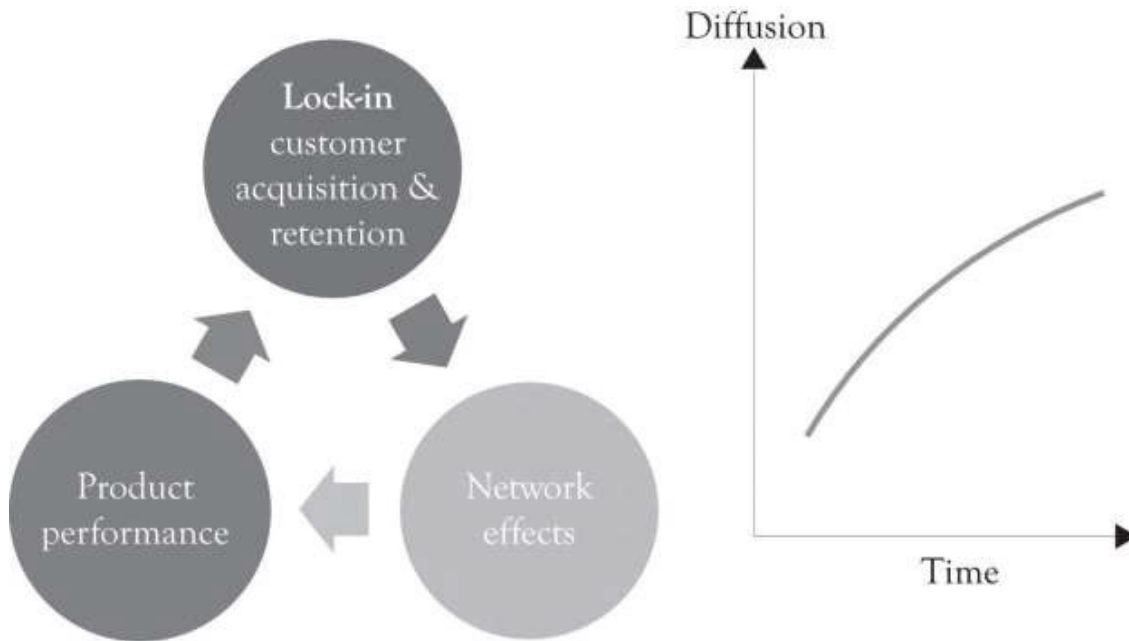 Lock-in
customer
acquisition &
retention
Product
performance
Network
effects
Diffusion
Time